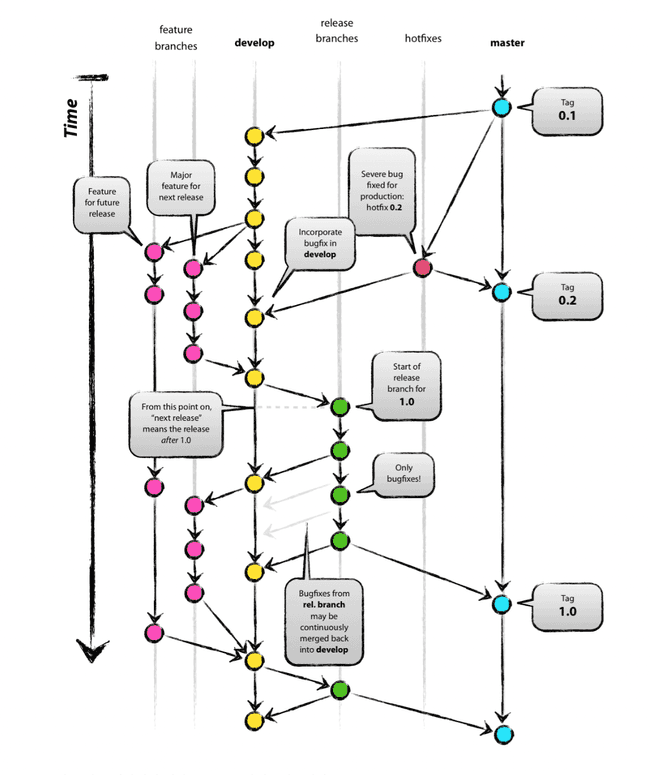 feature
branches
develop
release
branches
hotfixes
master
Time
Tag
0.1
Major
feature for
next release
Severe bug
fixed for
production:
hotfix 0.2
Feature
for future
release
Incorporate
bugfix in
develop
Tag
0.2
Start of
release
branch for
1.0
From this point on,
“next release”
means the release
after 1.0
Only
bugfixes!
Bugfixes from
rel. branch
may be
continuously
merged back
into develop
Tag
1.0